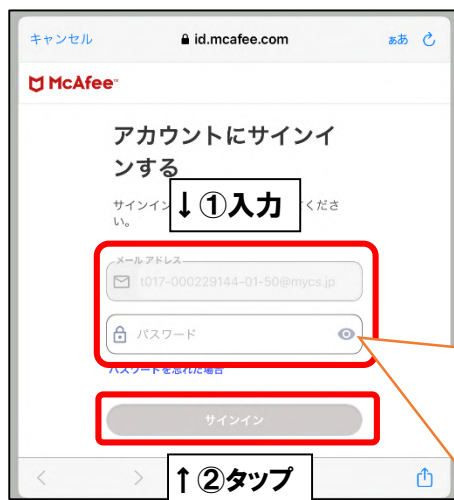 キャンセル id.mcafee.com ぁあ
McAfee™
アカウントにサインイ
ンする
↓①入力
サインイン くださ
い。
メール アドレス
t017-000229144-01-50@mycs.jp
パスワード
パスワードを忘れた場合
サインイン
↑②タップ